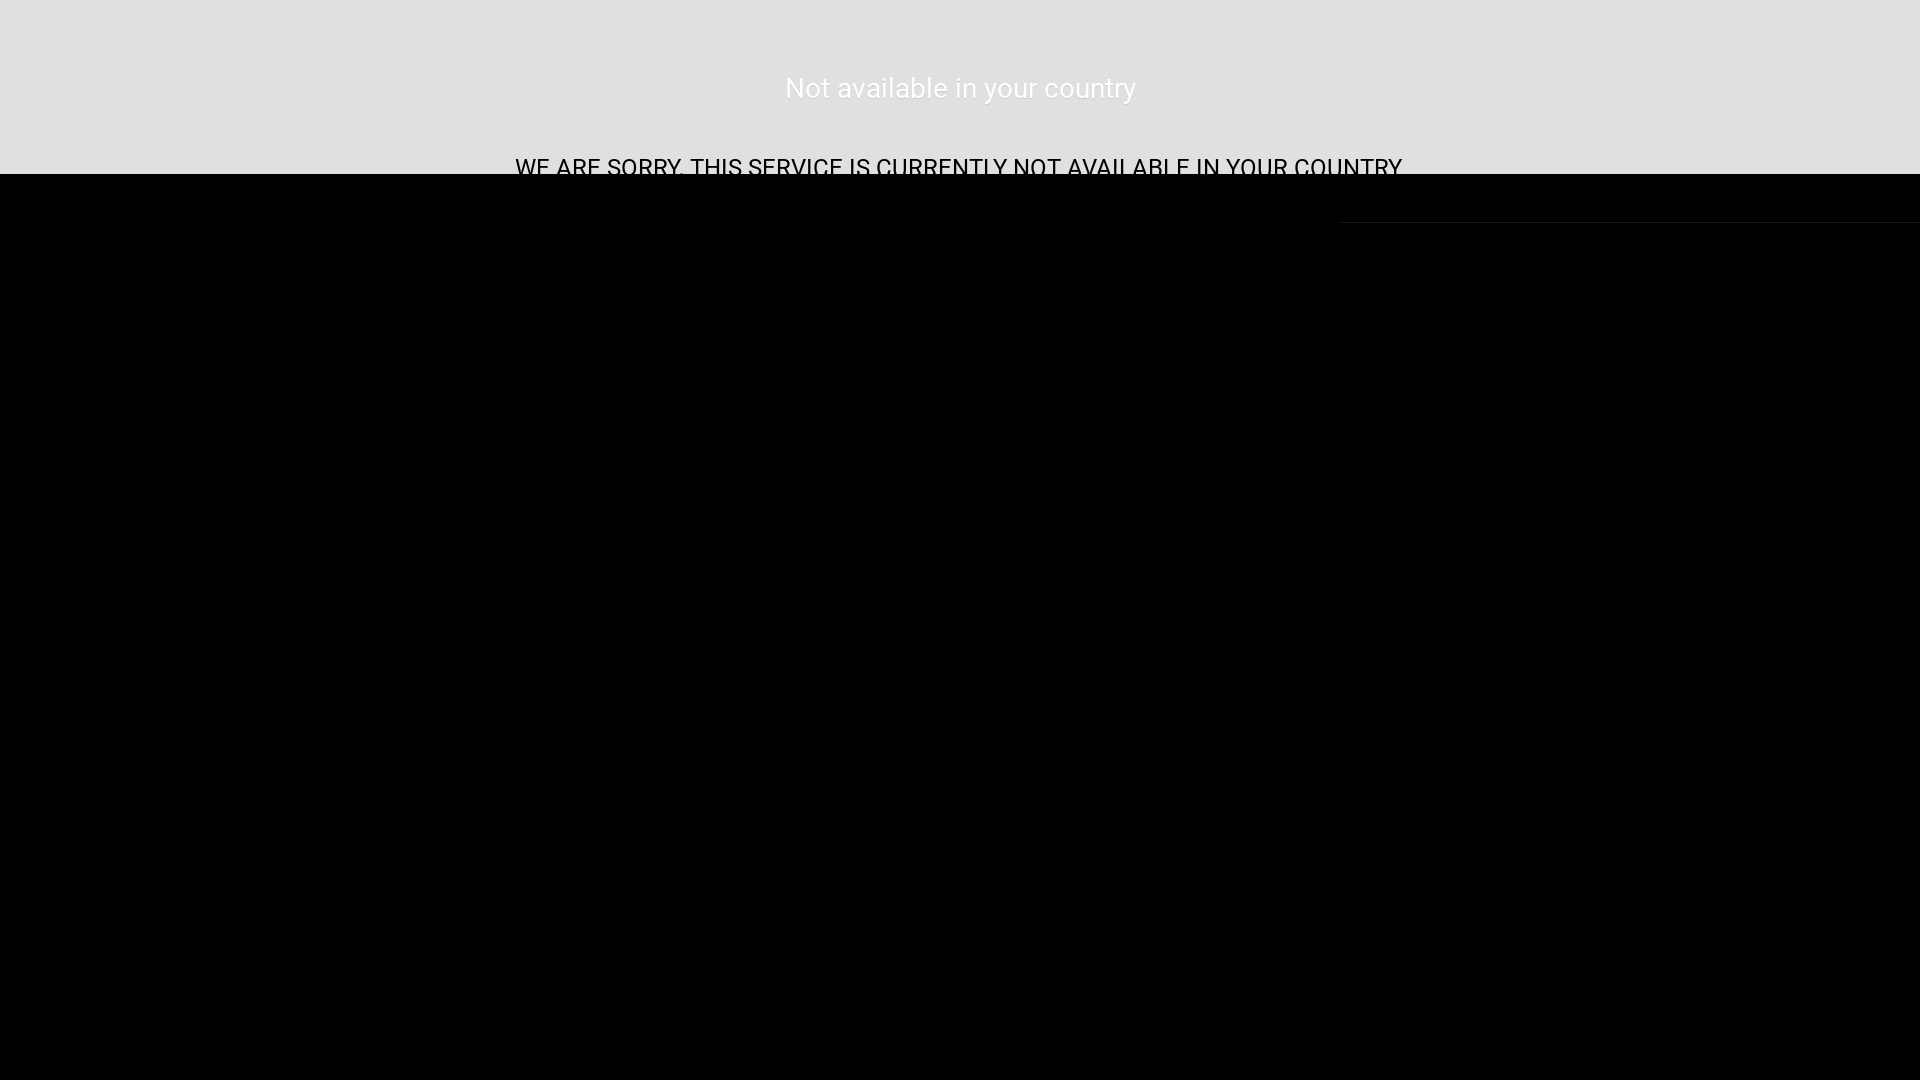 Not available in your country
WE ARE SORRY. THIS SERVICE IS CURRENTLY NOT AVAILABLE IN YOUR COUNTRY